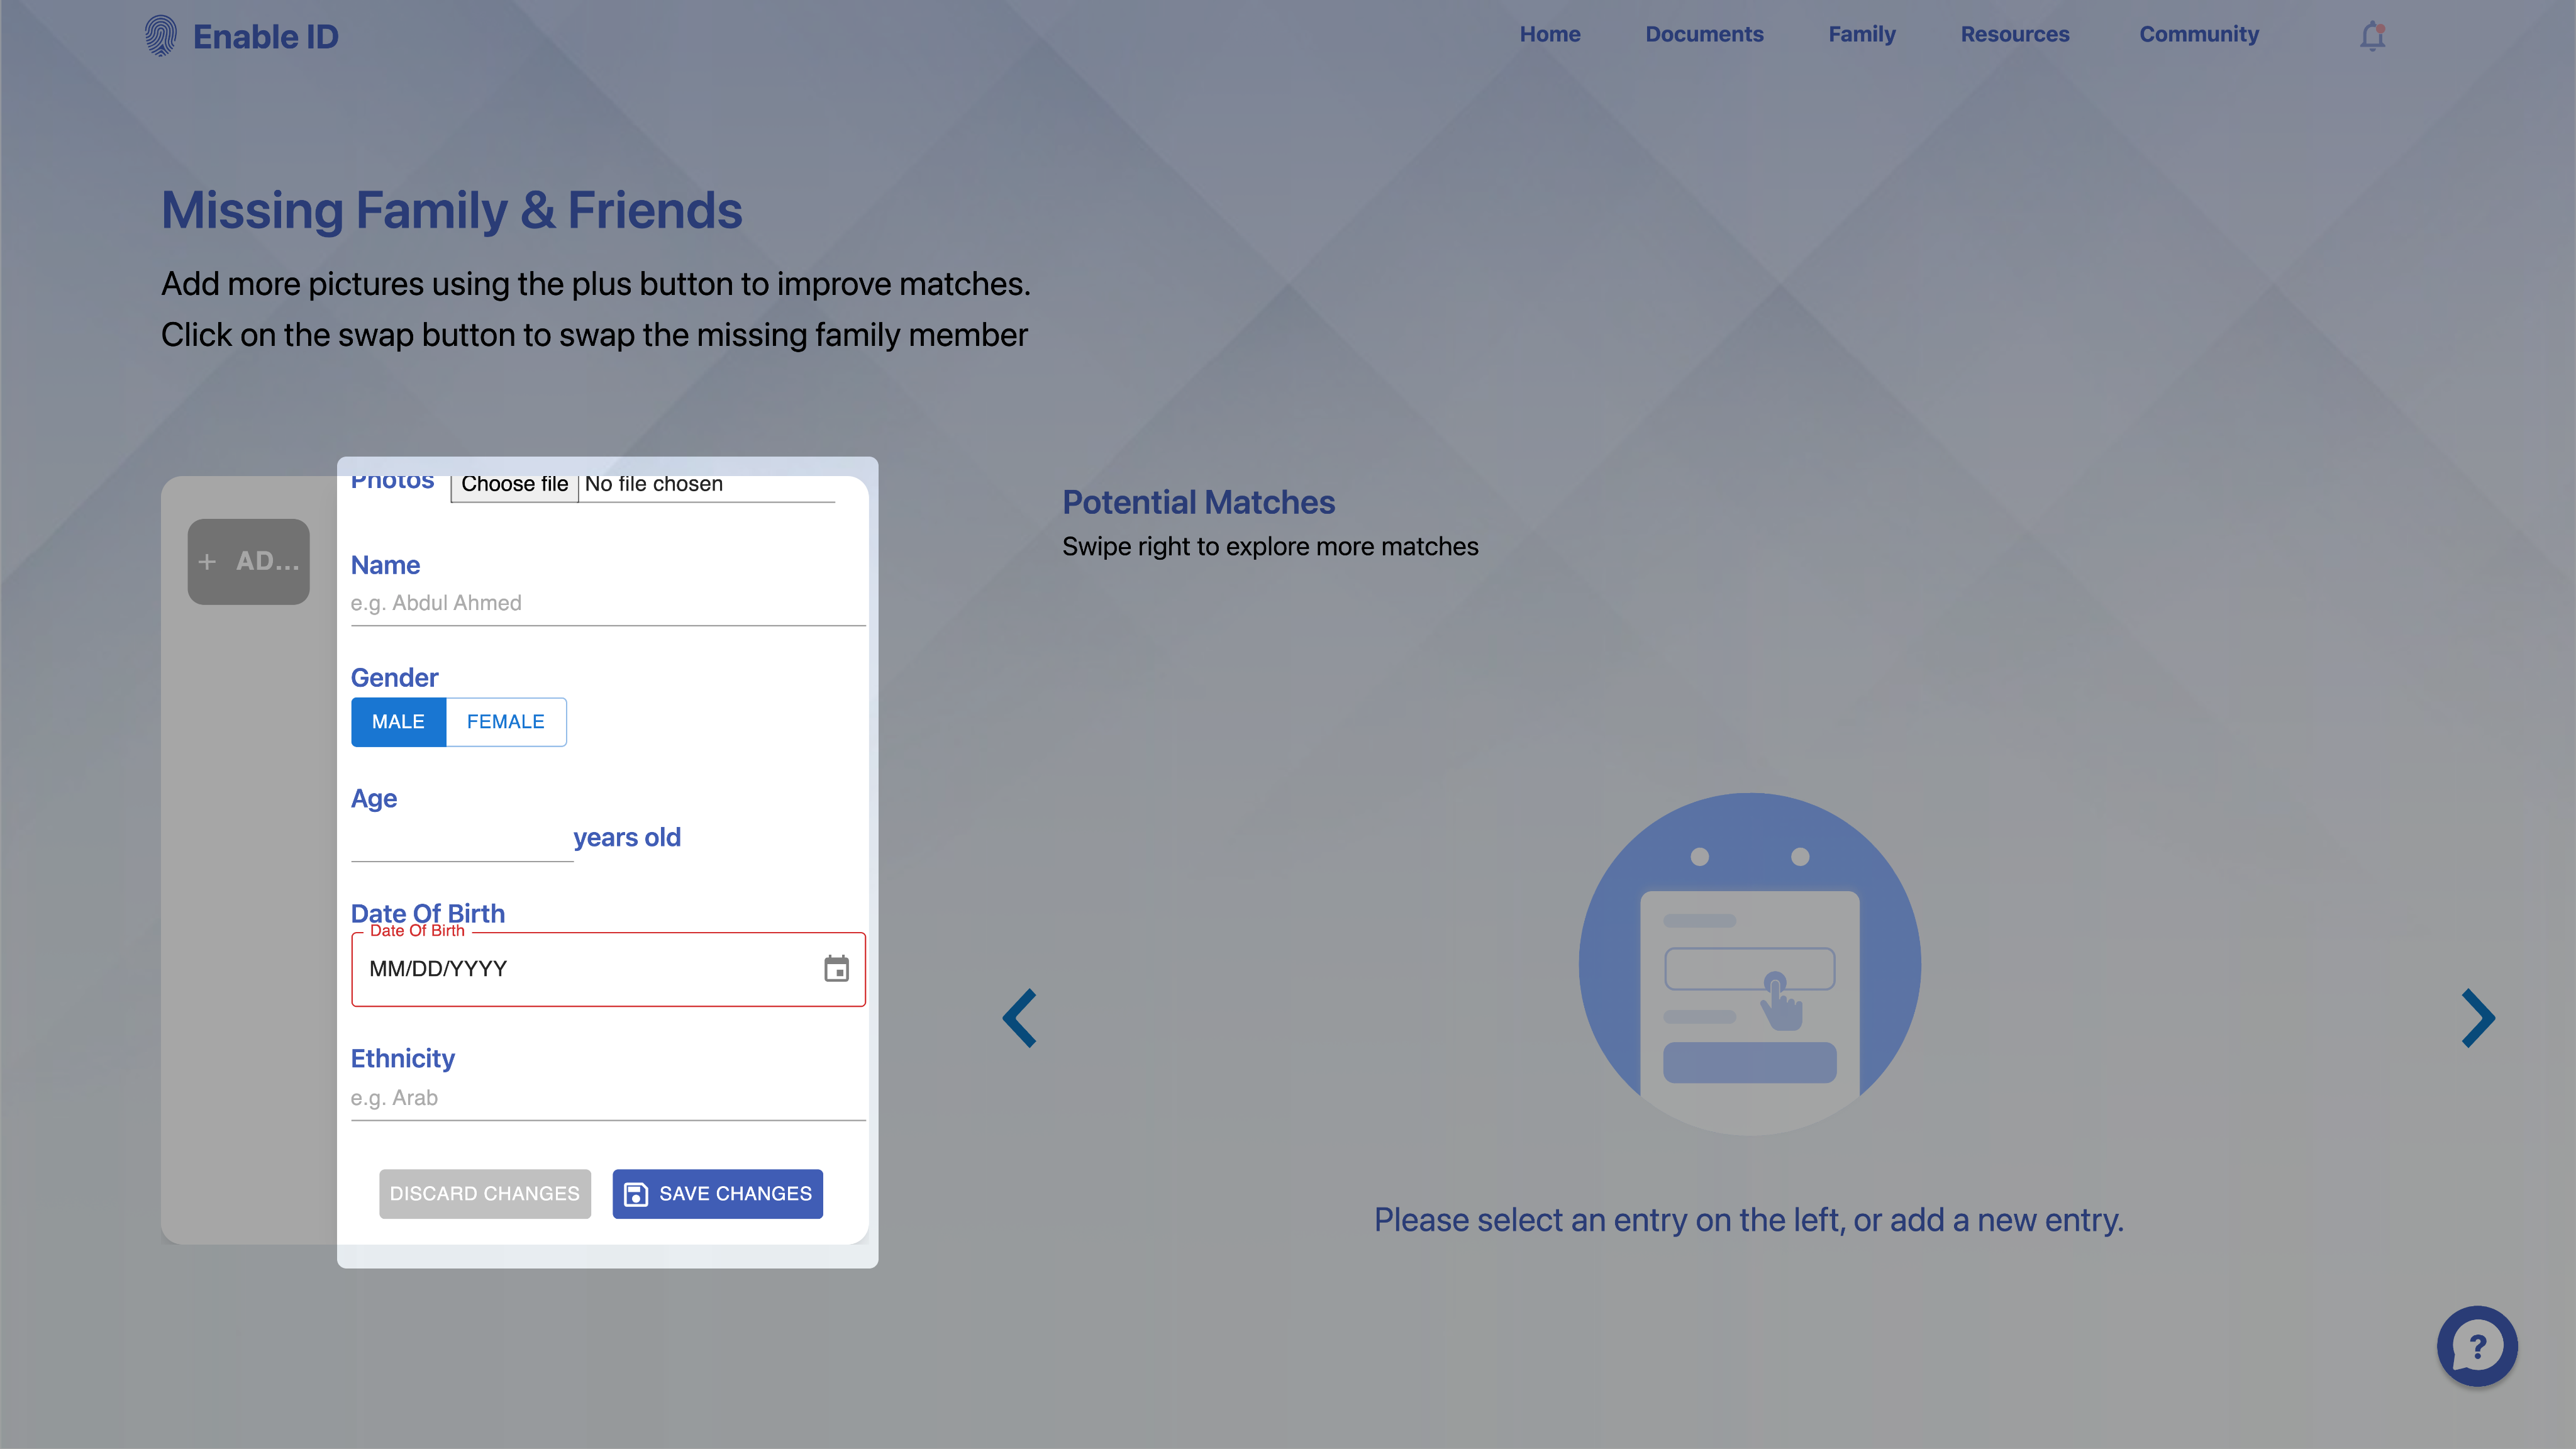 Enable ID
Home Documents Family Resources Community
Missing Family & Friends
Add more pictures using the plus button to improve matches.
Click on the swap button to swap the missing family member
+ AD...
Photos Choose file No file chosen
Name
e.g. Abdul Ahmed
Gender
MALE FEMALE
Age
years old
Date Of Birth
Date Of Birth
MM/DD/YYYY
Ethnicity
e.g. Arab
DISCARD CHANGES SAVE CHANGES
Potential Matches
Swipe right to explore more matches
Please select an entry on the left, or add a new entry.
?